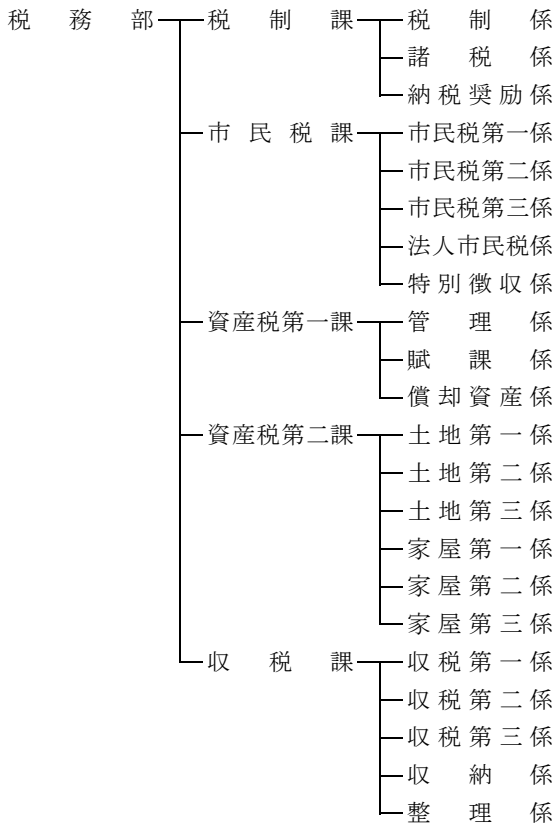 税務部 税制課 税制係
諸税係
納税奨励係
市民税課 市民税第一係
市民税第二係
市民税第三係
法人市民税係
特別徴収係
資産税第一課 管理係
賦課係
償却資産係
資産税第二課 土地第一係
土地第二係
土地第三係
家屋第一係
家屋第二係
家屋第三係
収税課 収税第一係
収税第二係
収税第三係
収納係
整理係